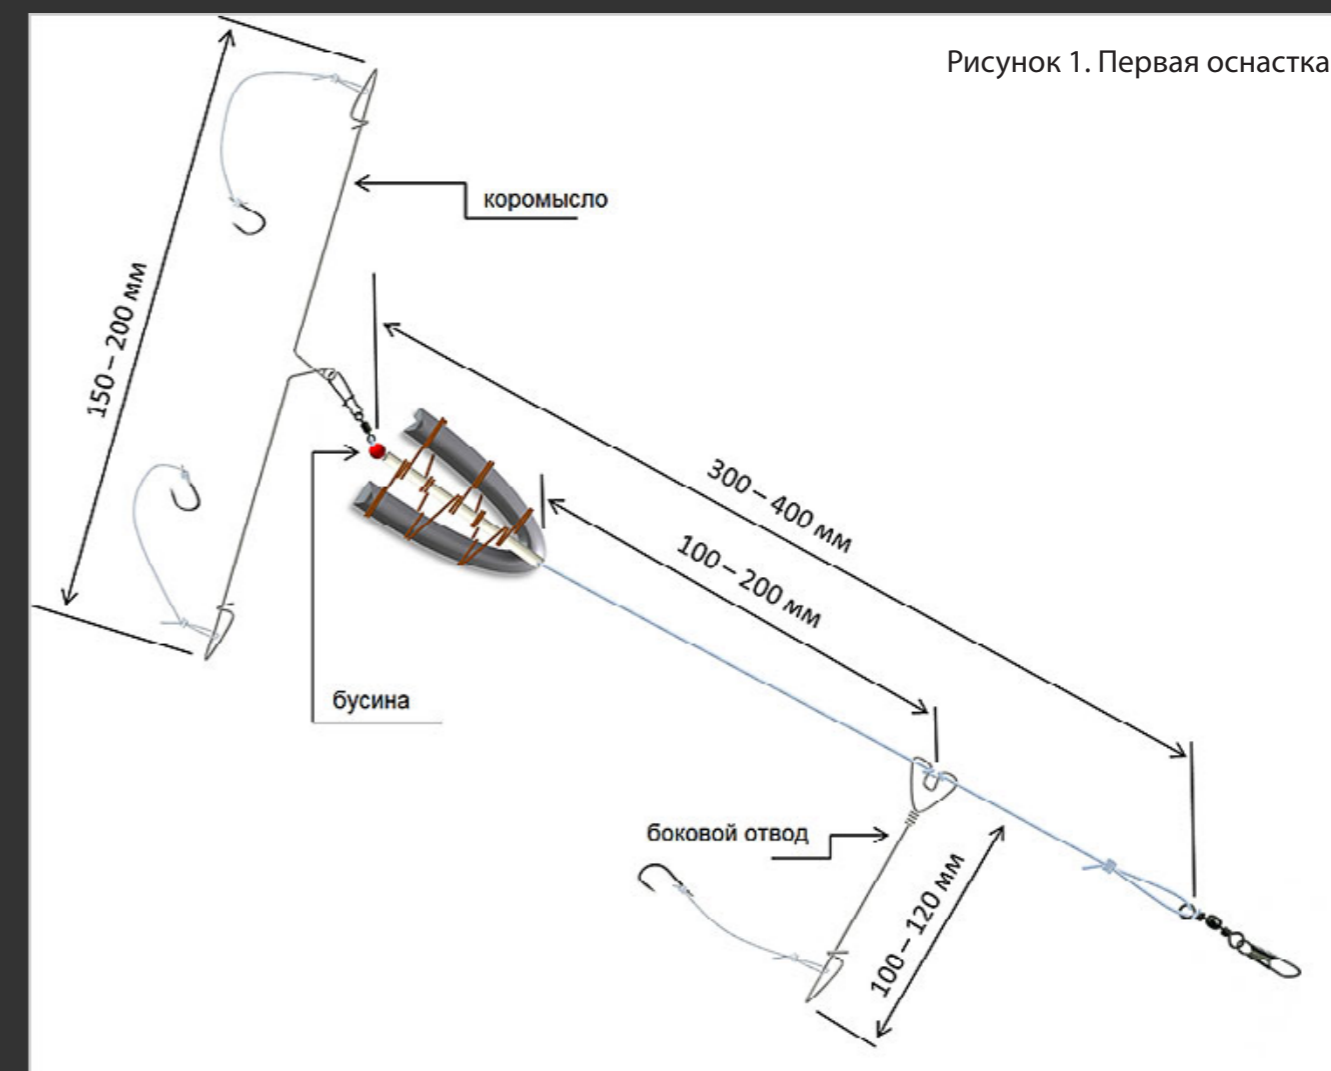 Рисунок 1. Первая оснастка
коромысло
150 – 200 мм
300 – 400 мм
100 – 200 мм
бусина
боковой отвод
100 – 120 мм